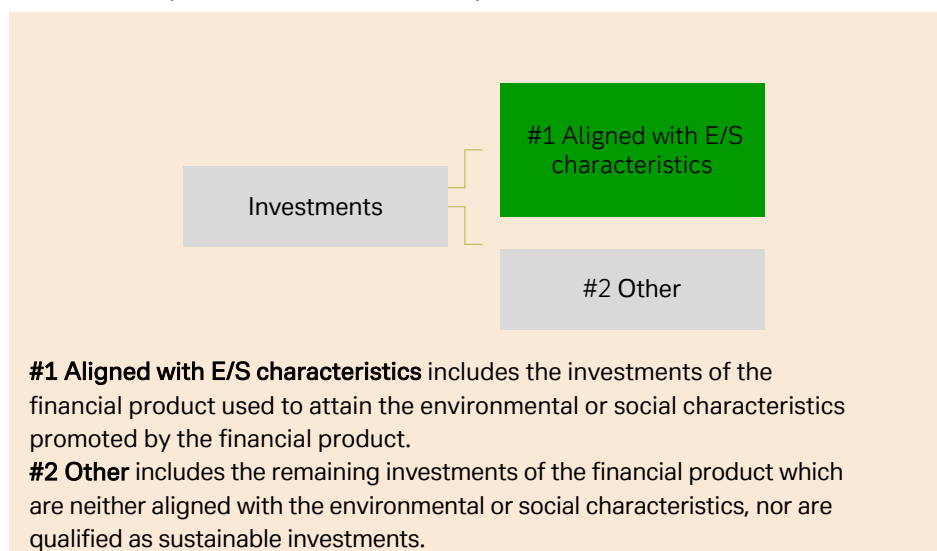 #1 Aligned with E/S
characteristics
Investments
#2 Other
#1 Aligned with E/S characteristics includes the investments of the
financial product used to attain the environmental or social characteristics
promoted by the financial product.
#2 Other includes the remaining investments of the financial product which
are neither aligned with the environmental or social characteristics, nor are
qualified as sustainable investments.